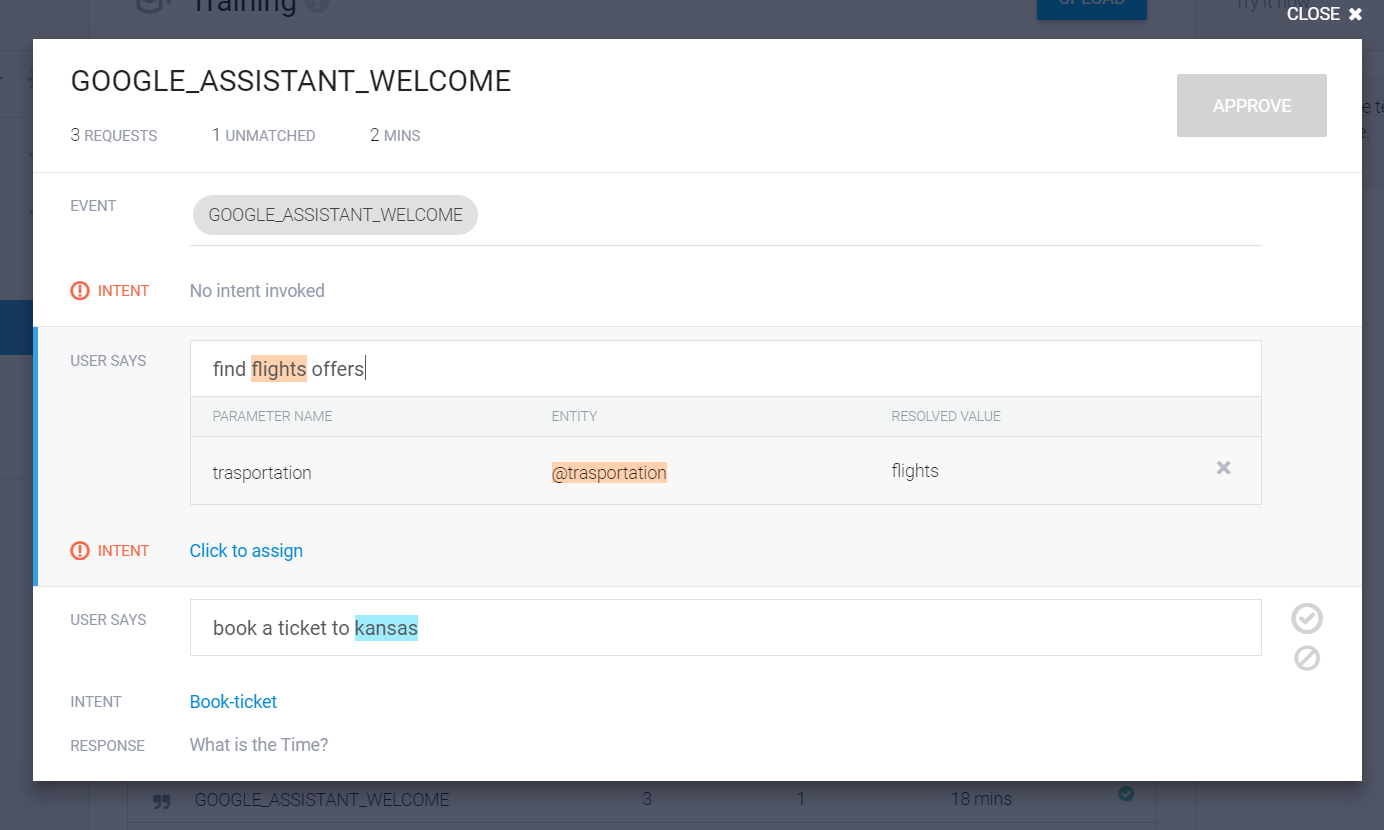 Training
UPLOAD
Try it now
CLOSE
GOOGLE_ASSISTANT_WELCOME
APPROVE
3 REQUESTS 1 UNMATCHED 2 MINS
EVENT GOOGLE_ASSISTANT_WELCOME
INTENT No intent invoked
USER SAYS find flights offers
PARAMETER NAME ENTITY RESOLVED VALUE
trasportation @trasportation flights
INTENT Click to assign
USER SAYS book a ticket to kansas
INTENT Book-ticket
RESPONSE What is the Time?
GOOGLE_ASSISTANT_WELCOME 3 1 18 mins